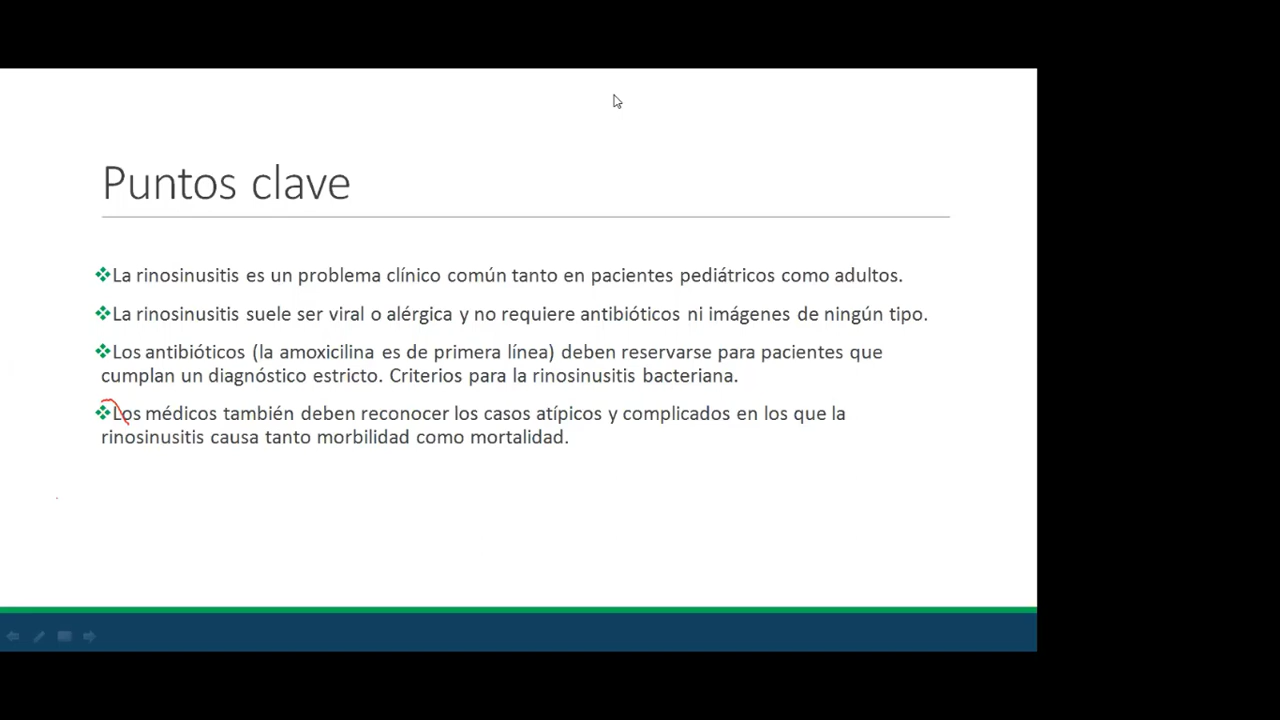 Puntos clave
La rinosinusitis es un problema clínico común tanto en pacientes pediátricos como adultos.
La rinosinusitis suele ser viral o alérgica y no requiere antibióticos ni imágenes de ningún tipo.
Los antibióticos (la amoxicilina es de primera línea) deben reservarse para pacientes que
cumplan un diagnóstico estricto. Criterios para la rinosinusitis bacteriana.
Los médicos también deben reconocer los casos atípicos y complicados en los que la
rinosinusitis causa tanto morbilidad como mortalidad.